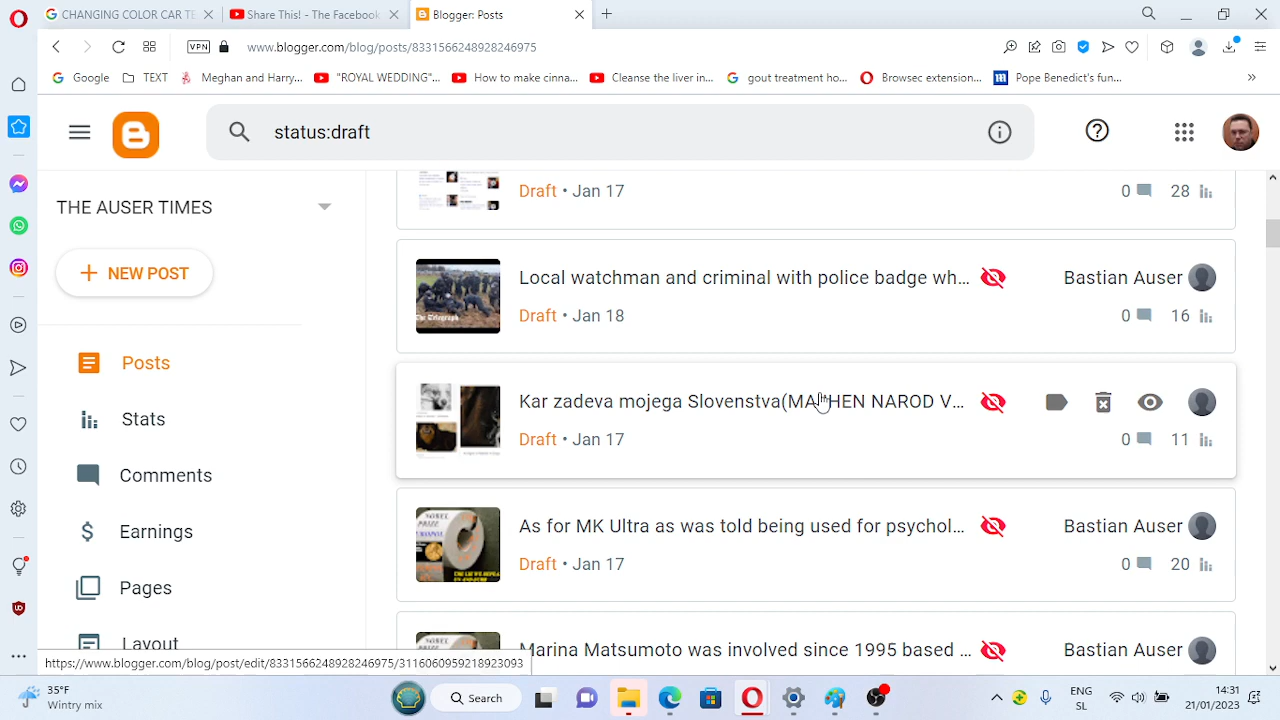 CHANGING COLOR CAR TE
Share This! - The Facebook
Blogger: Posts
VPN
www.blogger.com/blog/posts/8331566248928246975
Google
TEXT
Meghan and Harry...
"ROYAL WEDDING"...
How to make cinna...
Cleanse the liver in...
gout treatment ho...
Browsec extension...
Pope Benedict's fun...
»
status:draft
THE AUSER TIMES
+ NEW POST
Posts
Stats
Comments
$ Earnings
Pages
Layout
Draft • Jan 17
0 28
Local watchman and criminal with police badge wh...
Bastian Auser
The Telegraph
Draft • Jan 18
0 16
Kar zadeva mojega Slovenstva(MA
HEN NAROD V...
Draft • Jan 17
0 11
As for MK Ultra as was told being used for psychol...
Bastian Auser
Draft • Jan 17
0 20
Marina Matsumoto was involved since 1995 based ...
Bastian Auser
https://www.blogger.com/blog/post/edit/8331566248928246975/3116060959218923093
35°F
Wintry mix
Search
ENG
SL
14:31
21/01/2023